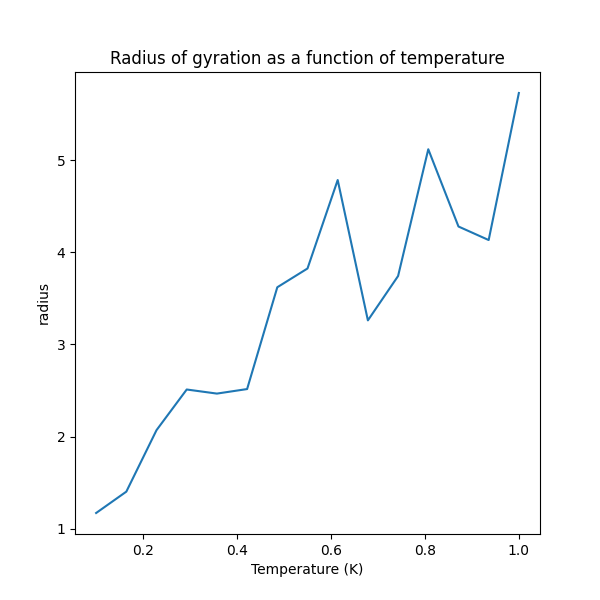 Radius of gyration as a function of temperature
5
4
3
2
1
radius
0.2 0.4 0.6 0.8 1.0
Temperature (K)